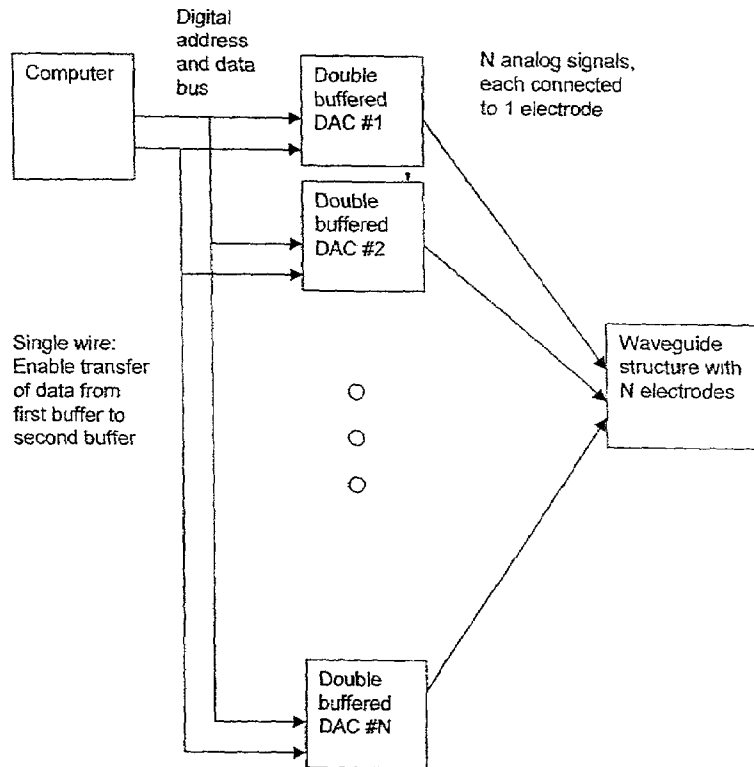 Digital
address
and data
bus
Computer
Double
buffered
DAC #1
N analog signals,
each connected
to 1 electrode
Double
buffered
DAC #2
Single wire:
Enable transfer
of data from
first buffer to
second buffer
Waveguide
structure with
N electrodes
Double
buffered
DAC #N